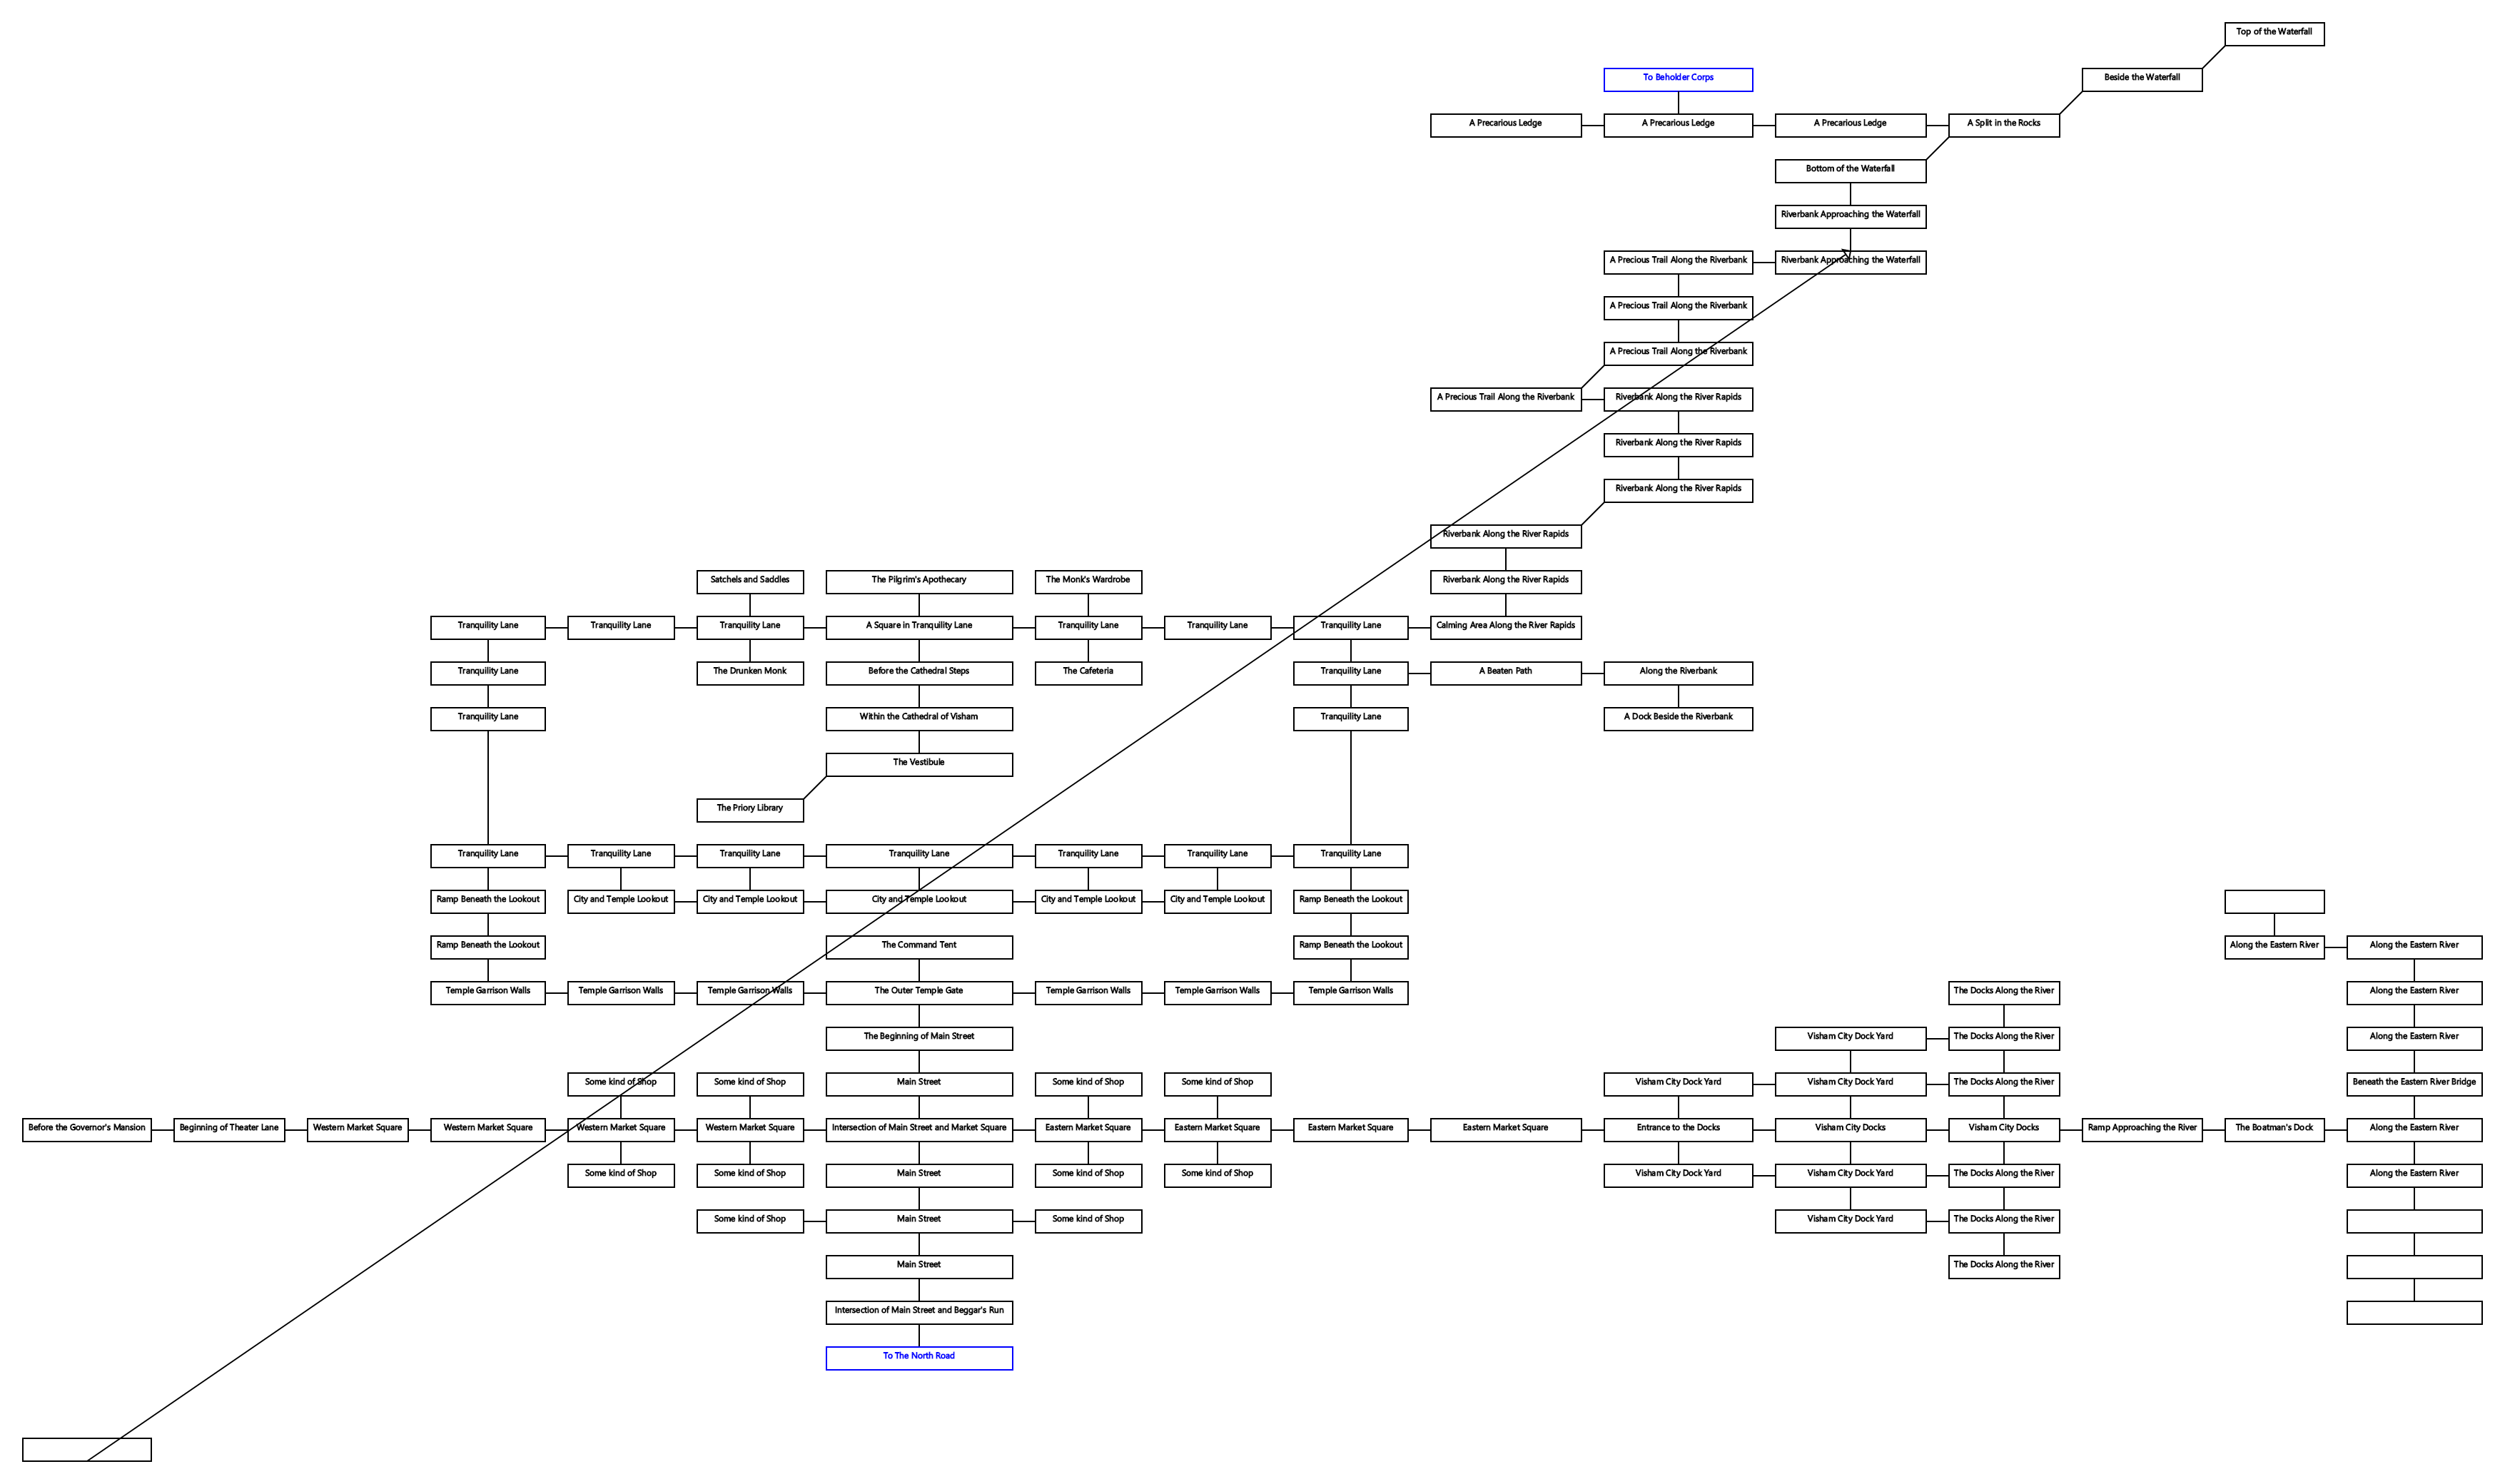 Top of the Waterfall
To Beholder Corps
Beside the Waterfall
A Precarious Ledge
A Precarious Ledge
A Precarious Ledge
A Split in the Rocks
Bottom of the Waterfall
Riverbank Approaching the Waterfall
A Precious Trail Along the Riverbank
Riverbank Approaching the Waterfall
A Precious Trail Along the Riverbank
A Precious Trail Along the Riverbank
A Precious Trail Along the Riverbank
Riverbank Along the River Rapids
Riverbank Along the River Rapids
Riverbank Along the River Rapids
Riverbank Along the River Rapids
Satchels and Saddles
The Pilgrim's Apothecary
The Monk's Wardrobe
Riverbank Along the River Rapids
Tranquility Lane
Tranquility Lane
Tranquility Lane
A Square in Tranquility Lane
Tranquility Lane
Tranquility Lane
Tranquility Lane
Calming Area Along the River Rapids
Tranquility Lane
The Drunken Monk
Before the Cathedral Steps
The Cafeteria
Tranquility Lane
A Beaten Path
Along the Riverbank
Tranquility Lane
Within the Cathedral of Visham
Tranquility Lane
A Dock Beside the Riverbank
The Vestibule
The Priory Library
Tranquility Lane
Tranquility Lane
Tranquility Lane
Tranquility Lane
Tranquility Lane
Tranquility Lane
Tranquility Lane
Ramp Beneath the Lookout
City and Temple Lookout
City and Temple Lookout
City and Temple Lookout
City and Temple Lookout
City and Temple Lookout
Ramp Beneath the Lookout
Ramp Beneath the Lookout
The Command Tent
Ramp Beneath the Lookout
Along the Eastern River
Along the Eastern River
Temple Garrison Walls
Temple Garrison Walls
Temple Garrison Walls
The Outer Temple Gate
Temple Garrison Walls
Temple Garrison Walls
Temple Garrison Walls
The Docks Along the River
Along the Eastern River
The Beginning of Main Street
Visham City Dock Yard
The Docks Along the River
Along the Eastern River
Some kind of Shop
Some kind of Shop
Main Street
Some kind of Shop
Some kind of Shop
Visham City Dock Yard
Visham City Dock Yard
The Docks Along the River
Beneath the Eastern River Bridge
Before the Governor's Mansion
Beginning of Theater Lane
Western Market Square
Western Market Square
Western Market Square
Western Market Square
Intersection of Main Street and Market Square
Eastern Market Square
Eastern Market Square
Eastern Market Square
Eastern Market Square
Entrance to the Docks
Visham City Docks
Visham City Docks
Ramp Approaching the River
The Boatman's Dock
Along the Eastern River
Some kind of Shop
Some kind of Shop
Main Street
Some kind of Shop
Some kind of Shop
Visham City Dock Yard
Visham City Dock Yard
The Docks Along the River
Along the Eastern River
Some kind of Shop
Main Street
Some kind of Shop
Visham City Dock Yard
The Docks Along the River
Main Street
The Docks Along the River
Intersection of Main Street and Beggar's Run
To The North Road